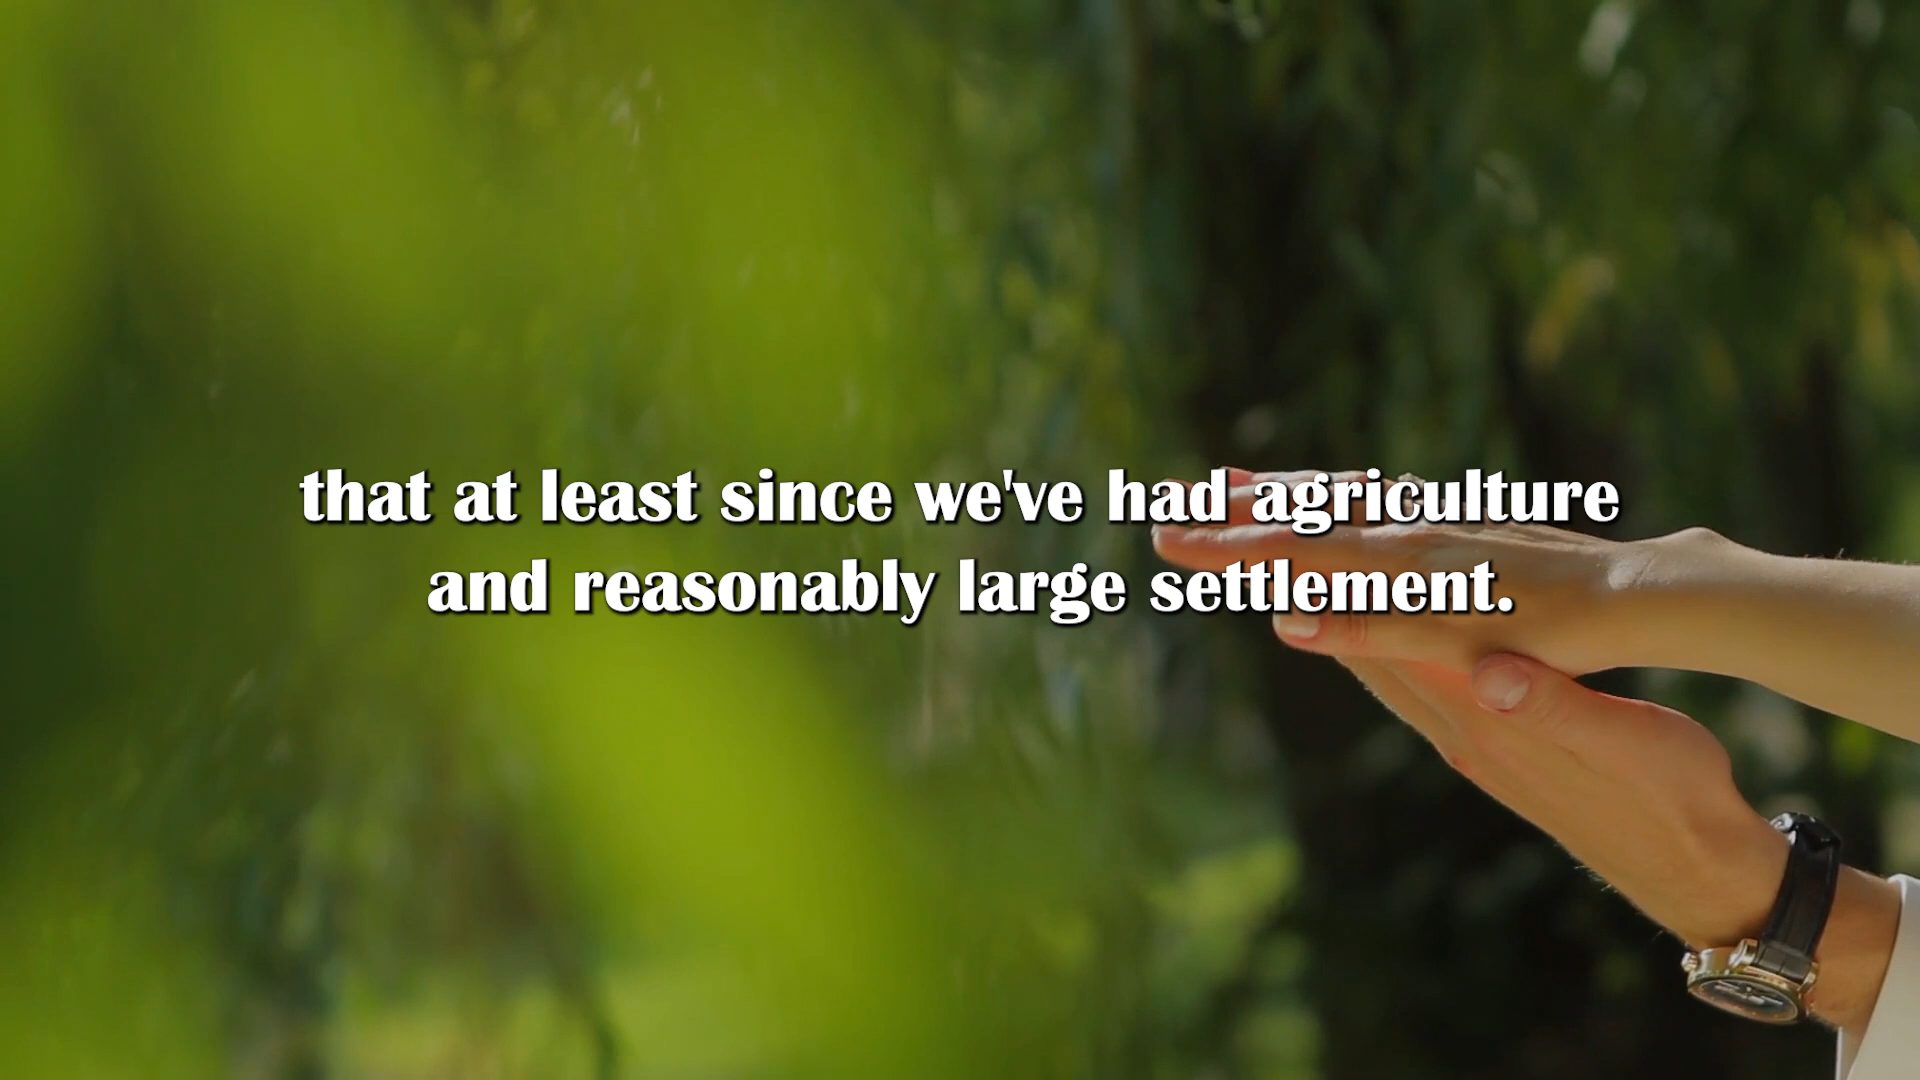 that at least since we've had agriculture
and reasonably large settlement.